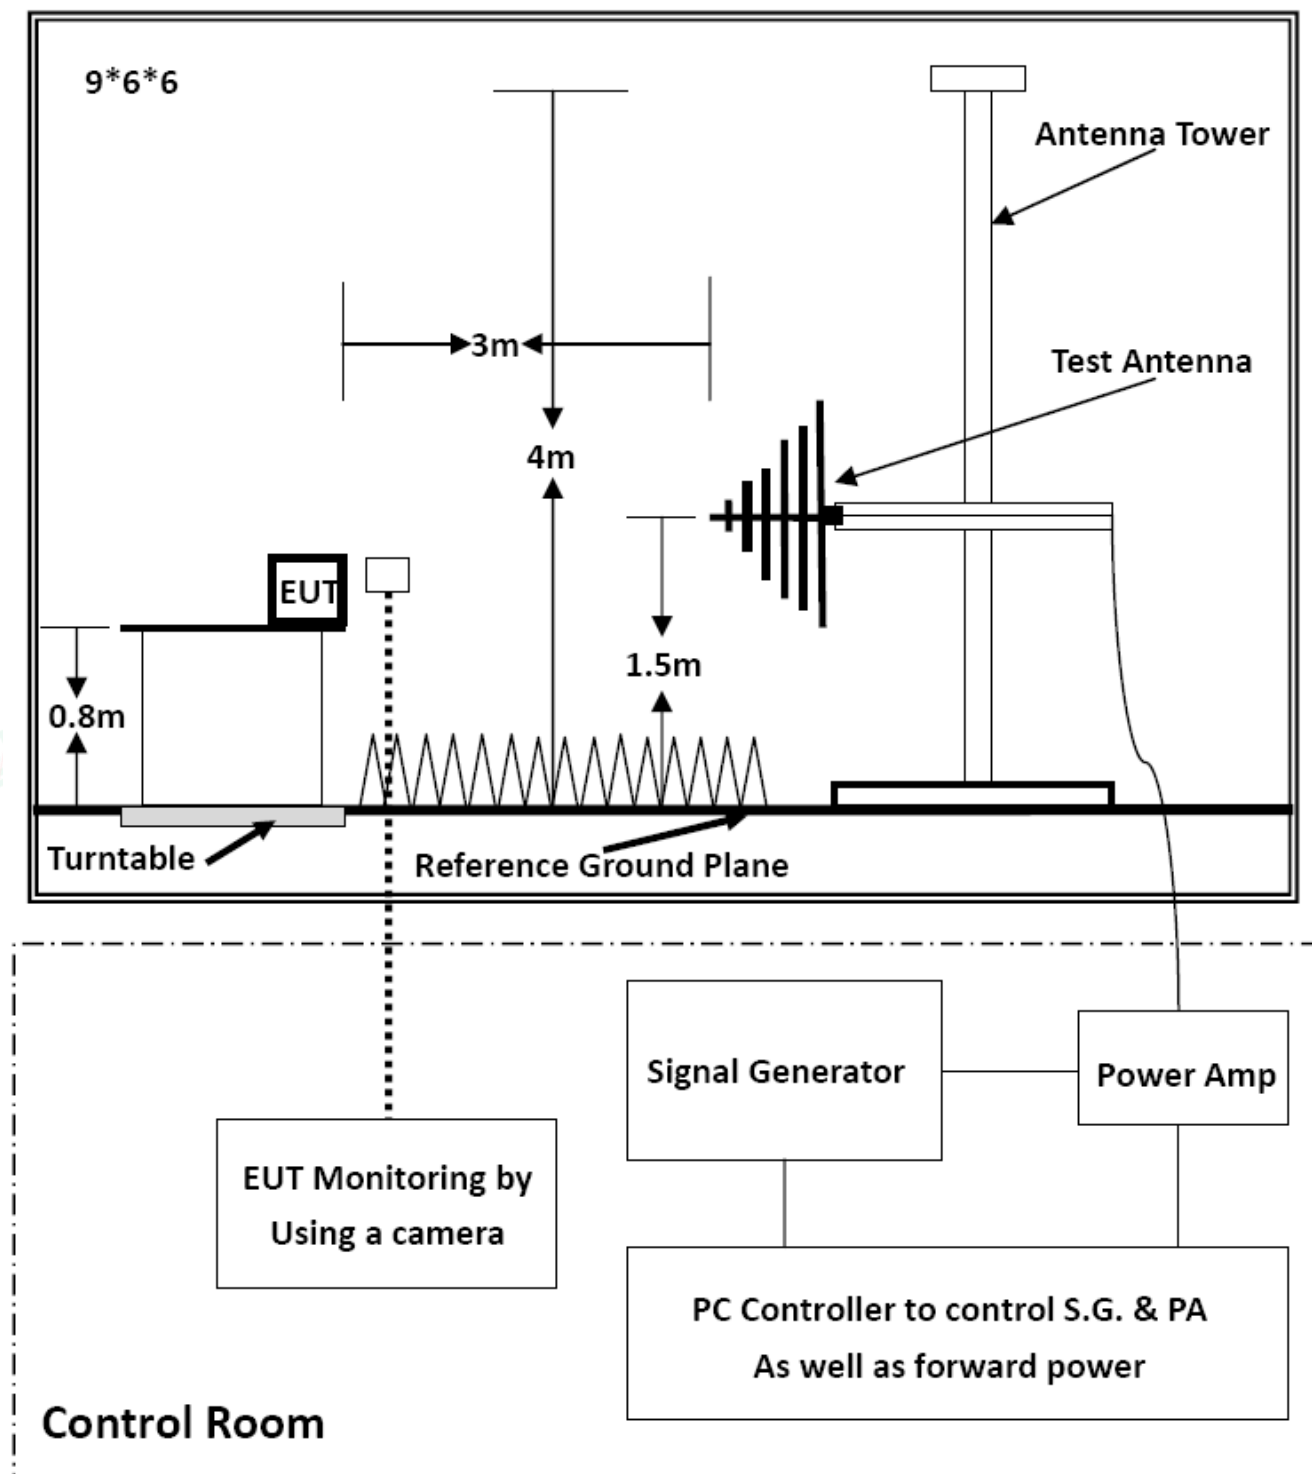 9*6*6
Antenna Tower
3m
Test Antenna
4m
EUT
1.5m
0.8m
Turntable
Reference Ground Plane
Signal Generator
Power Amp
EUT Monitoring by
Using a camera
PC Controller to control S.G. & PA
As well as forward power
Control Room